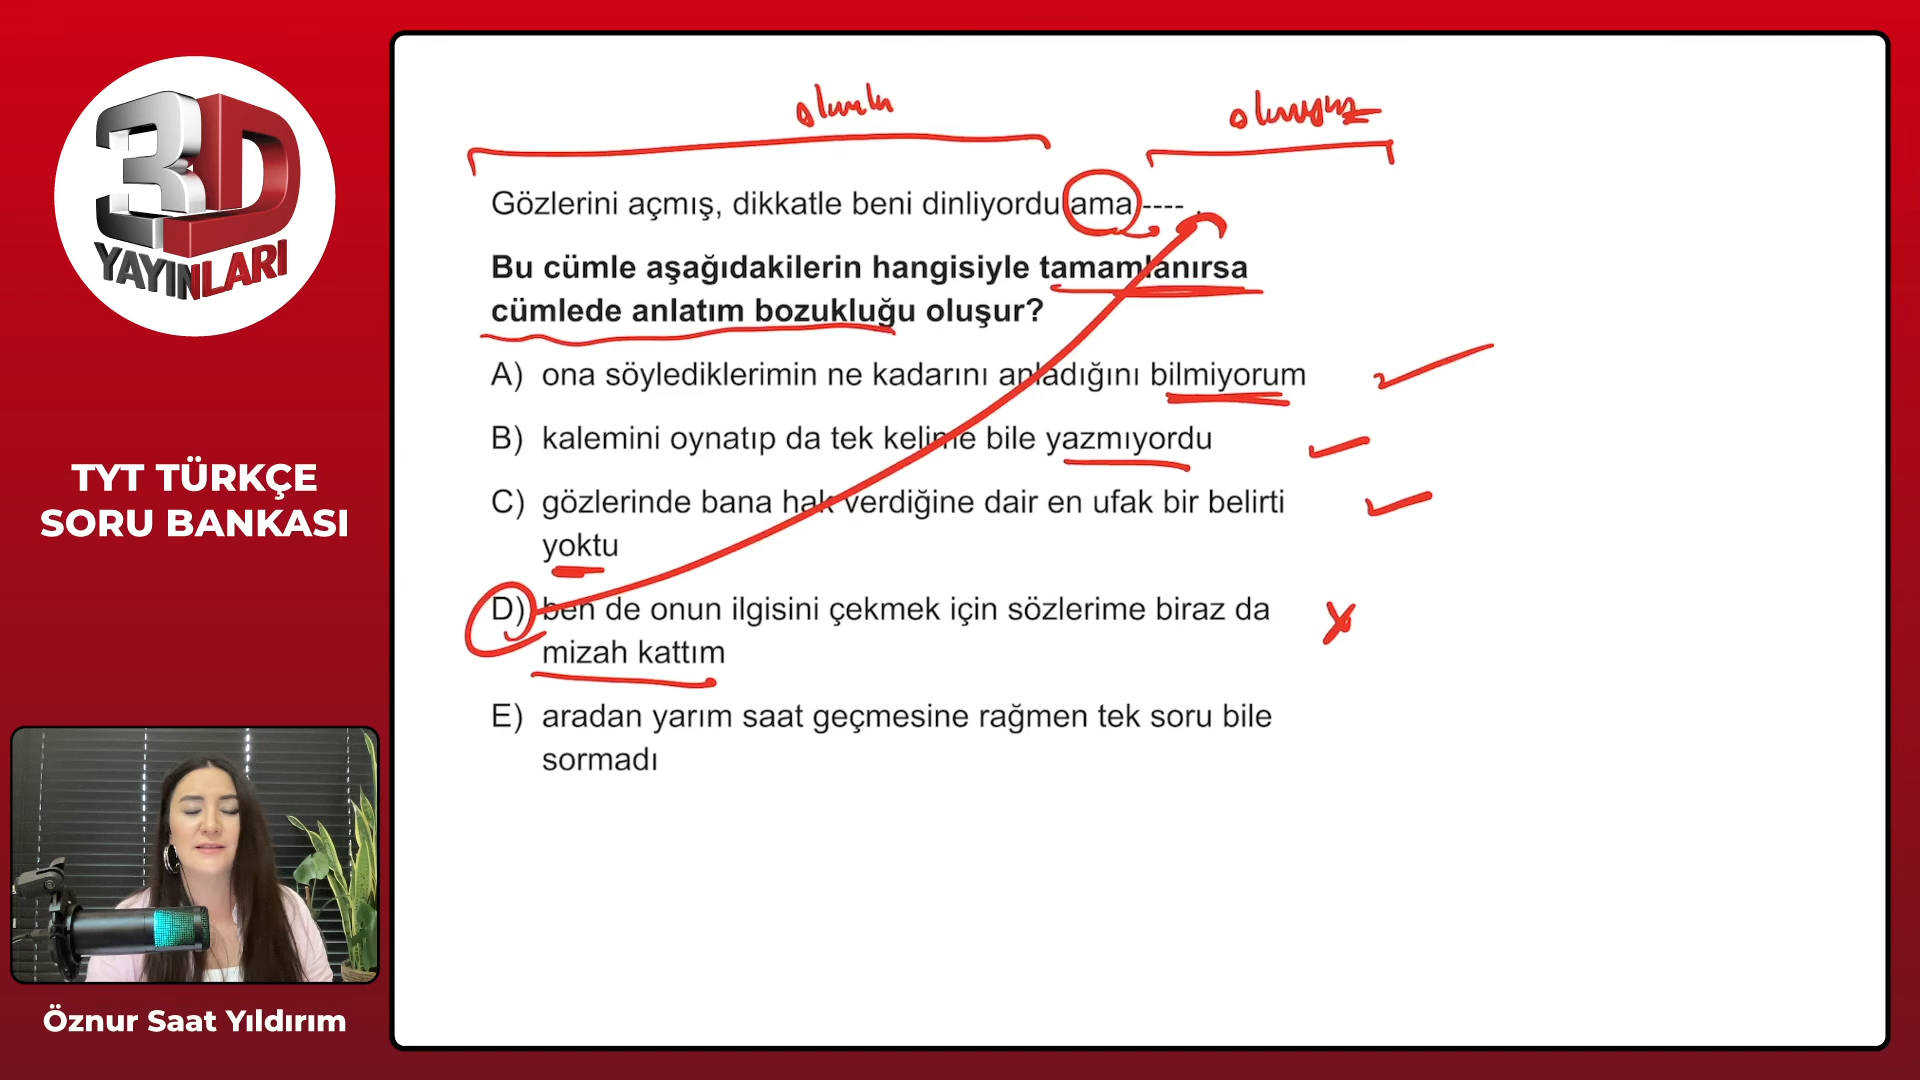 3D
YAYINLARI
TYT TÜRKÇE
SORU BANKASI
Öznur Saat Yıldırım
olumlu
olumsuz
Gözlerini açmış, dikkatle beni dinliyordu ama ---- .
Bu cümle aşağıdakilerin hangisiyle tamamlanırsa
cümlede anlatım bozukluğu oluşur?
A) ona söylediklerimin ne kadarını anladığını bilmiyorum
B) kalemini oynatıp da tek kelime bile yazmıyordu
C) gözlerinde bana hak verdiğine dair en ufak bir belirti
yoktu
D) ben de onun ilgisini çekmek için sözlerime biraz da
mizah kattım
E) aradan yarım saat geçmesine rağmen tek soru bile
sormadı